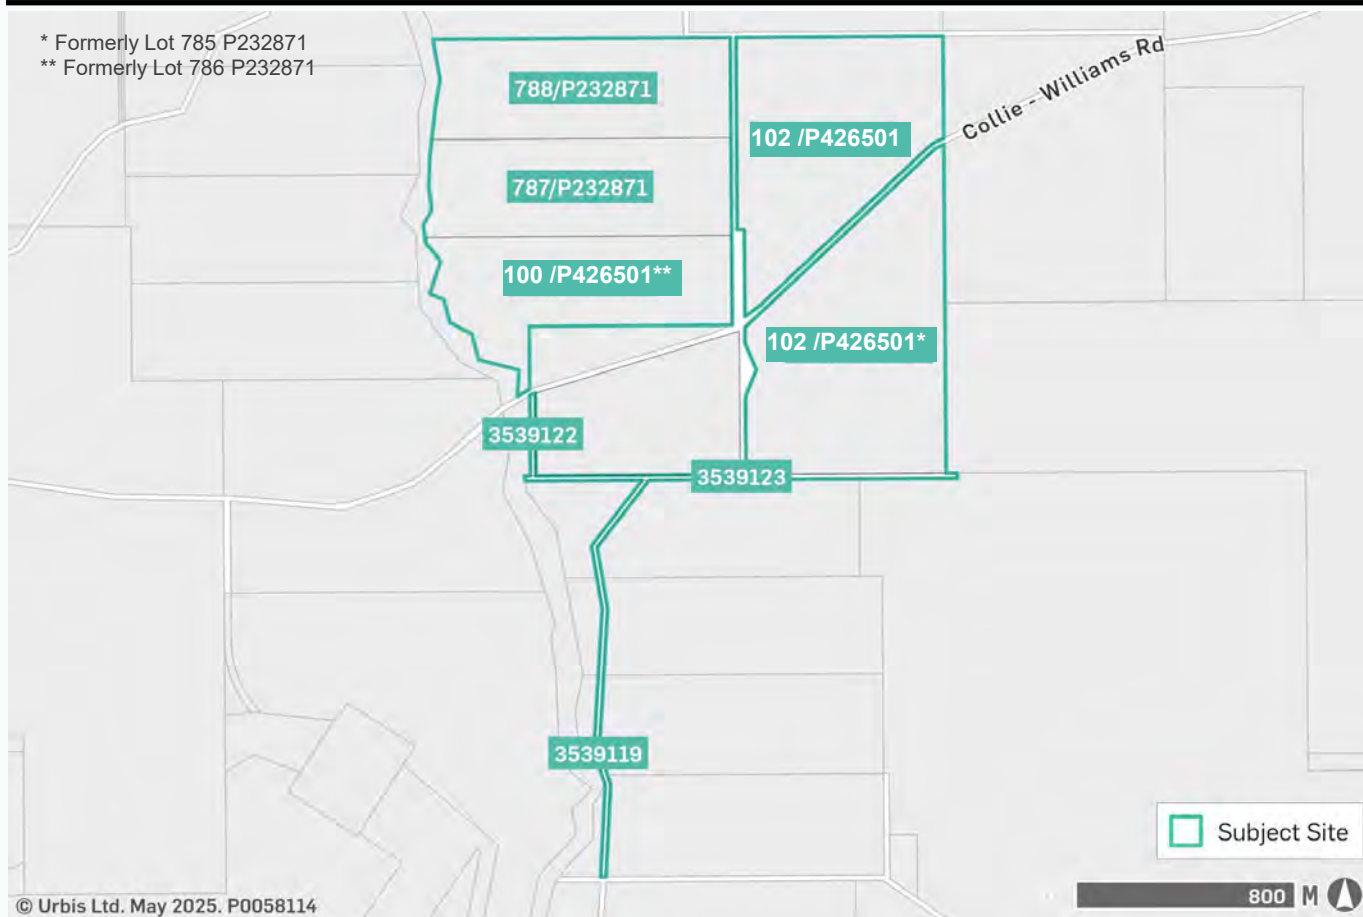 * Formerly Lot 785 P232871
** Formerly Lot 786 P232871
788/P232871
102 /P426501
Collie - Williams Rd
787/P232871
100 /P426501**
102 /P426501*
3539122
3539123
3539119
Subject Site
© Urbis Ltd. May 2025. P0058114
800 M